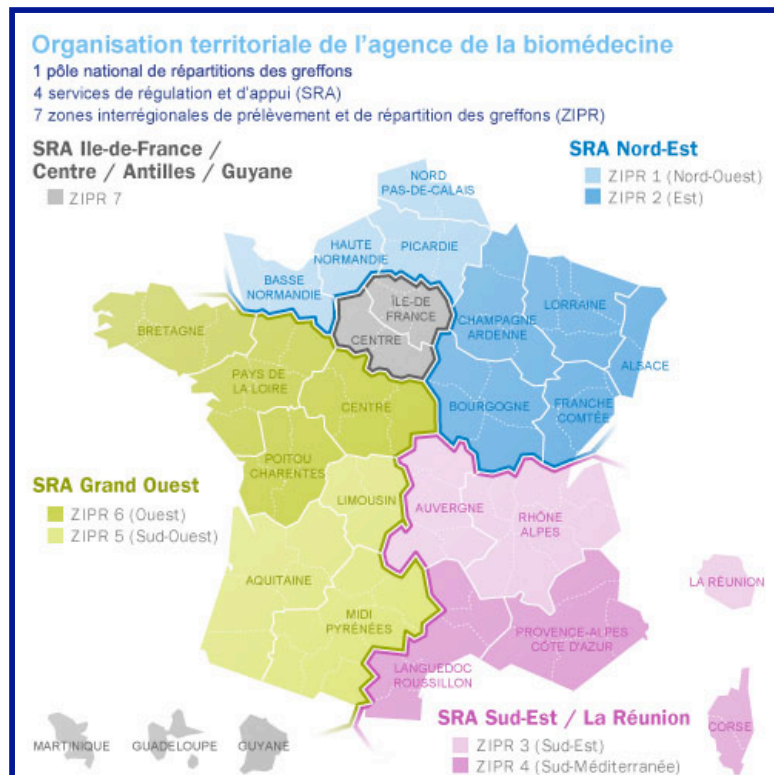 Organisation territoriale de l'agence de la biomédecine
1 pôle national de répartitions des greffons
4 services de régulation et d'appui (SRA)
7 zones interrégionales de prélèvement et de répartition des greffons (ZIPR)
SRA Ile-de-France /
Centre / Antilles / Guyane
ZIPR 7
SRA Nord-Est
ZIPR 1 (Nord-Ouest)
ZIPR 2 (Est)
NORD
PAS-DE-CALAIS
HAUTE
NORMANDIE
PICARDIE
BASSE
NORMANDIE
ÎLE-DE
FRANCE
CENTRE
CHAMPAGNE
ARDENNE
LORRAINE
ALSACE
BRETAGNE
PAYS DE
LA LOIRE
CENTRE
BOURGOGNE
FRANCHE
COMTÉE
POITOU
CHARENTES
SRA Grand Ouest
ZIPR 6 (Ouest)
ZIPR 5 (Sud-Ouest)
LIMOUSIN
AUVERGNE
RHÔNE
ALPES
LA RÉUNION
AQUITAINE
MIDI
PYRÉNÉES
PROVENCE-ALPES
CÔTE D'AZUR
LANGUEDOC
ROUSSILLON
CORSE
MARTINIQUE
GUADELOUPE
GUYANE
SRA Sud-Est / La Réunion
ZIPR 3 (Sud-Est)
ZIPR 4 (Sud-Méditerranée)